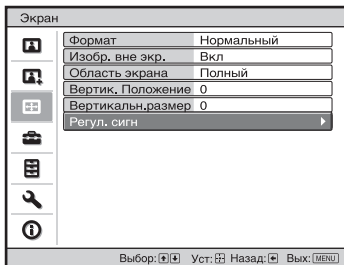 Экран
Формат Нормальный
Изобр. вне экр. Вкл
Область экрана Полный
Вертик. Положение 0
Вертикальн.размер 0
Регул. сигн
Выбор: Уст: Назад: Вых: MENU